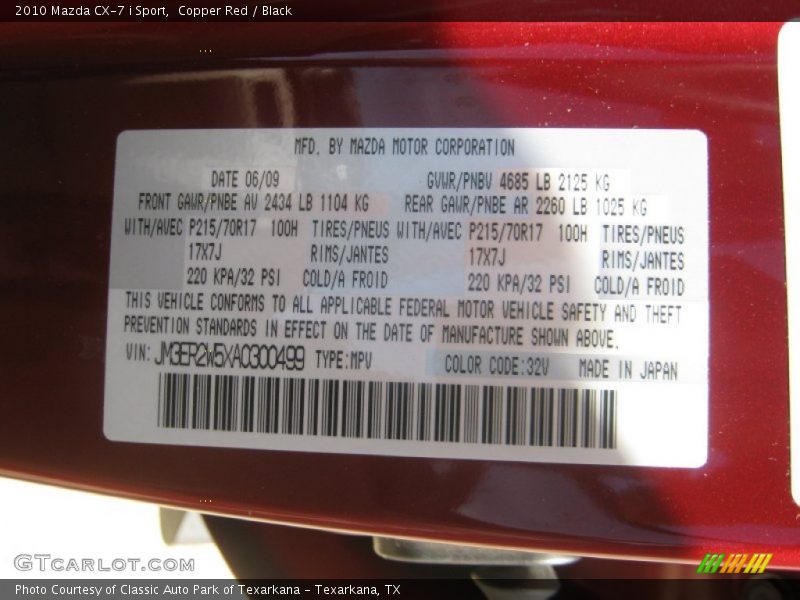 2010 Mazda CX-7 i Sport, Copper Red / Black
MFD. BY MAZDA MOTOR CORPORATION
DATE 06/09 GVWR/PNBV 4685 LB 2125 KG
FRONT GAWR/PNBE AV 2434 LB 1104 KG REAR GAWR/PNBE AR 2260 LB 1025 KG
WITH/AVEC P215/70R17 100H TIRES/PNEUS WITH/AVEC P215/70R17 100H TIRES/PNEUS
17X7J RIMS/JANTES 17X7J RIMS/JANTES
220 KPA/32 PSI COLD/A FROID 220 KPA/32 PSI COLD/A FROID
THIS VEHICLE CONFORMS TO ALL APPLICABLE FEDERAL MOTOR VEHICLE SAFETY AND THEFT
PREVENTION STANDARDS IN EFFECT ON THE DATE OF MANUFACTURE SHOWN ABOVE.
VIN: JM3ER2W5XA0300499 TYPE:MPV COLOR CODE:32V MADE IN JAPAN
GTCARLOT.COM
Photo Courtesy of Classic Auto Park of Texarkana - Texarkana, TX